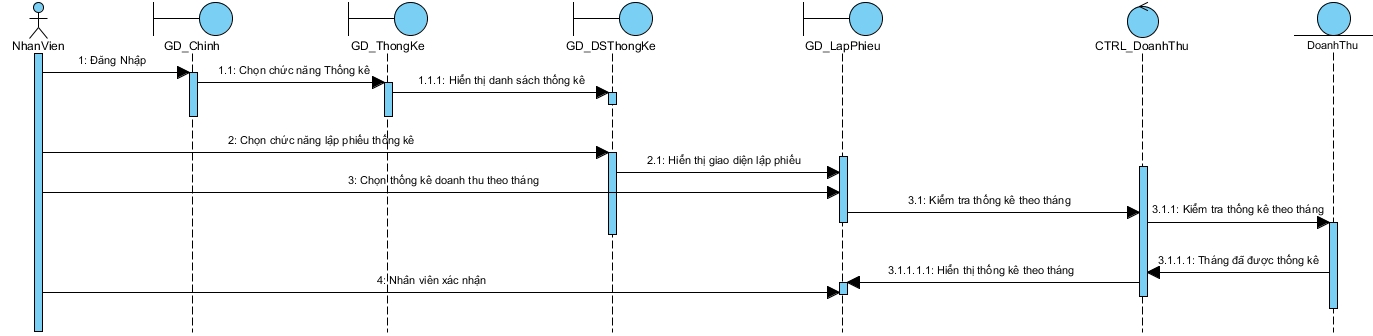 NhanVien
GD_Chinh
GD_ThongKe
GD_DSThongKe
GD_LapPhieu
CTRL_DoanhThu
DoanhThu
1: Đăng Nhập
1.1: Chọn chức năng Thống kê
1.1.1: Hiển thị danh sách thống kê
2: Chọn chức năng lập phiếu thống kê
2.1: Hiển thị giao diện lập phiếu
3: Chọn thống kê doanh thu theo tháng
3.1: Kiểm tra thống kê theo tháng
3.1.1: Kiểm tra thống kê theo tháng
3.1.1.1: Tháng đã được thống kê
3.1.1.1.1: Hiển thị thống kê theo tháng
4: Nhân viên xác nhận